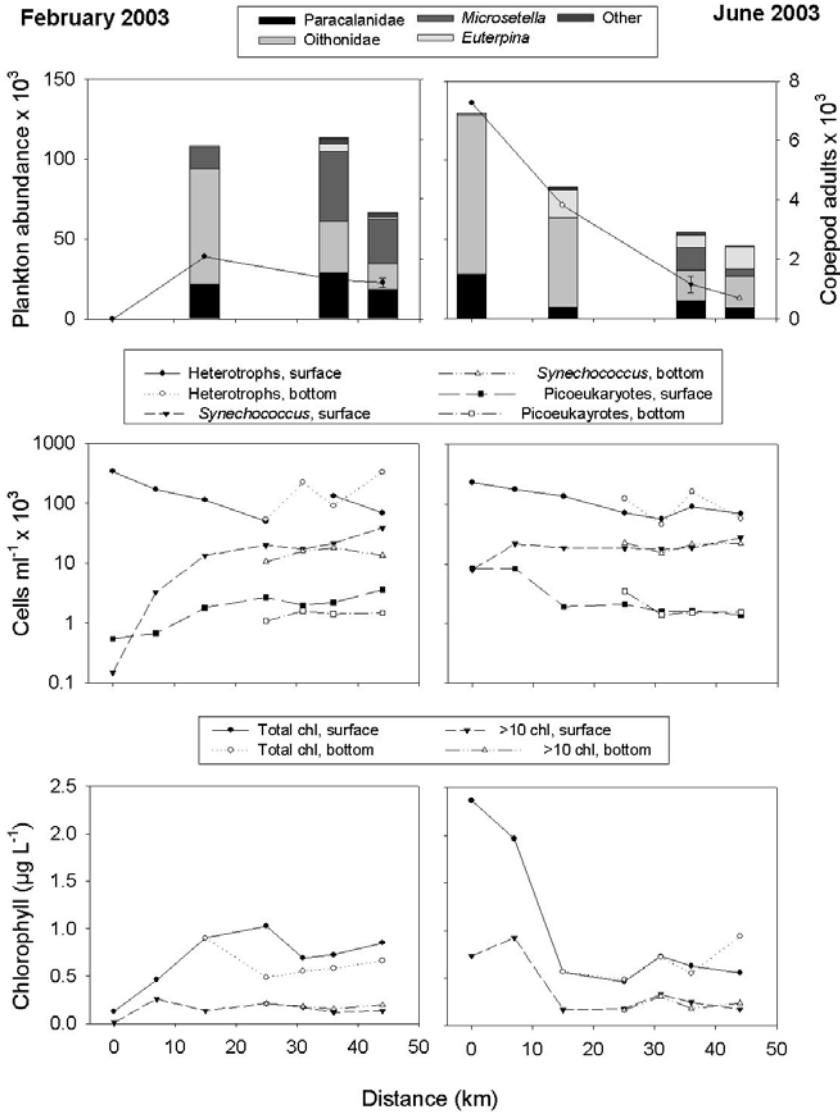 February 2003
June 2003
Paracalanidae
Microsetella
Other
Oithonidae
Euterpina
Plankton abundance x 10³
150
100
50
0
8
6
4
2
0
Copepod adults x 10³
Heterotrophs, surface
Synechococcus, bottom
Heterotrophs, bottom
Picoeukaryotes, surface
Synechococcus, surface
Picoeukayrotes, bottom
Cells ml⁻¹ x 10³
1000
100
10
1
0.1
Total chl, surface
>10 chl, surface
Total chl, bottom
>10 chl, bottom
Chlorophyll (µg L⁻¹)
2.5
2.0
1.5
1.0
0.5
0.0
0 10 20 30 40
0 10 20 30 40 50
Distance (km)